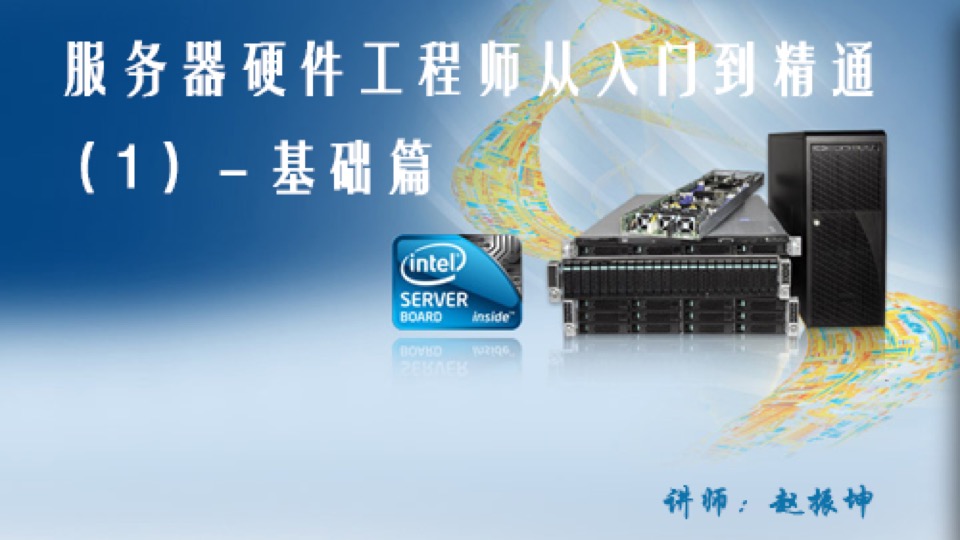 服务器硬件工程师从入门到精通
（1）-基础篇
intel
SERVER
BOARD inside™
讲师：赵振坤